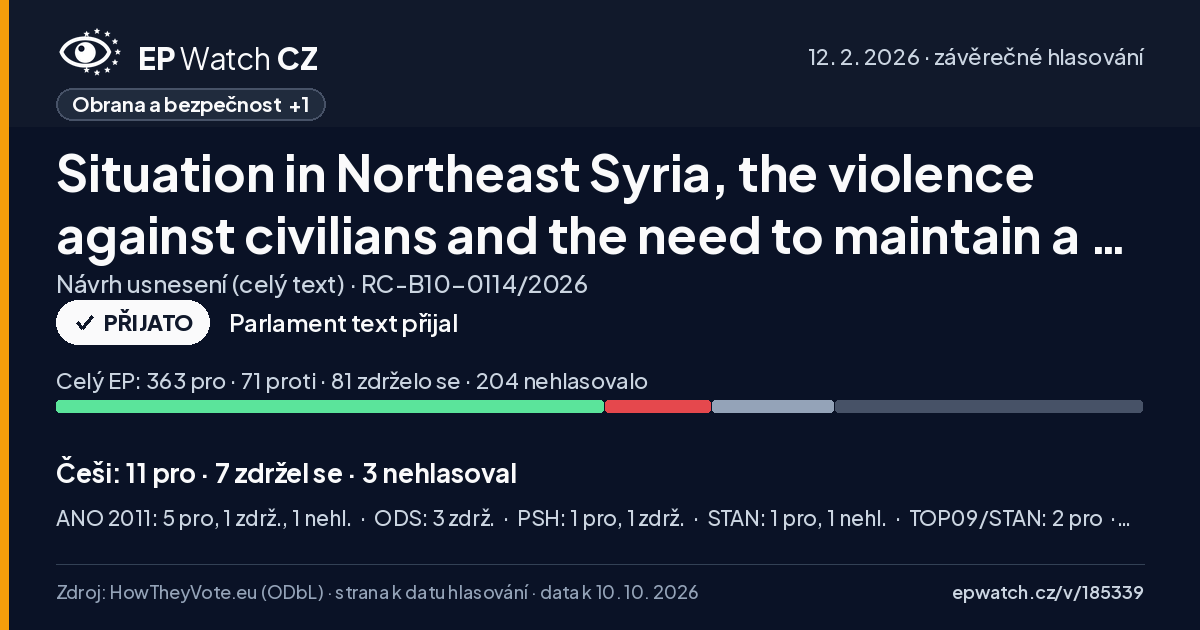 EP Watch CZ
12. 2. 2026 · závěrečné hlasování
Obrana a bezpečnost +1
Situation in Northeast Syria, the violence
against civilians and the need to maintain a …
Návrh usnesení (celý text) · RC-B10-0114/2026
✓ PŘIJATO Parlament text přijal
Celý EP: 363 pro · 71 proti · 81 zdrželo se · 204 nehlasovalo
Češi: 11 pro · 7 zdržel se · 3 nehlasoval
ANO 2011: 5 pro, 1 zdrž., 1 nehl. · ODS: 3 zdrž. · PSH: 1 pro, 1 zdrž. · STAN: 1 pro, 1 nehl. · TOP09/STAN: 2 pro ·…
Zdroj: HowTheyVote.eu (ODbL) · strana k datu hlasování · data k 10. 10. 2026
epwatch.cz/v/185339